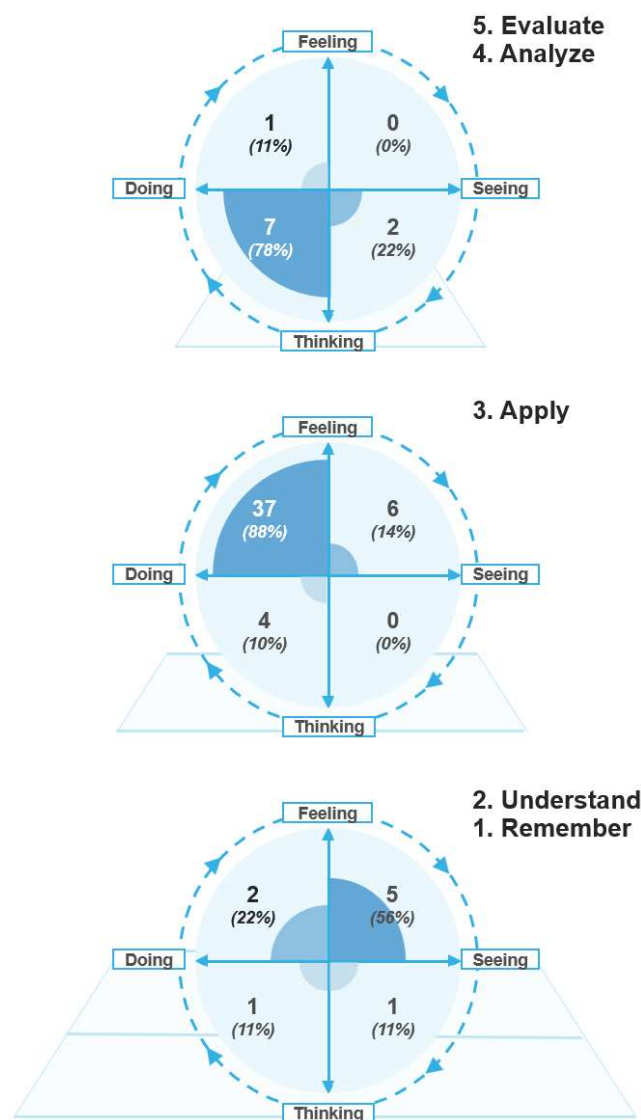 5. Evaluate
4. Analyze
Feeling
1
(11%)
0
(0%)
Doing
Seeing
7
(78%)
2
(22%)
Thinking
3. Apply
Feeling
37
(88%)
6
(14%)
Doing
Seeing
4
(10%)
0
(0%)
Thinking
2. Understand
1. Remember
Feeling
2
(22%)
5
(56%)
Doing
Seeing
1
(11%)
1
(11%)
Thinking